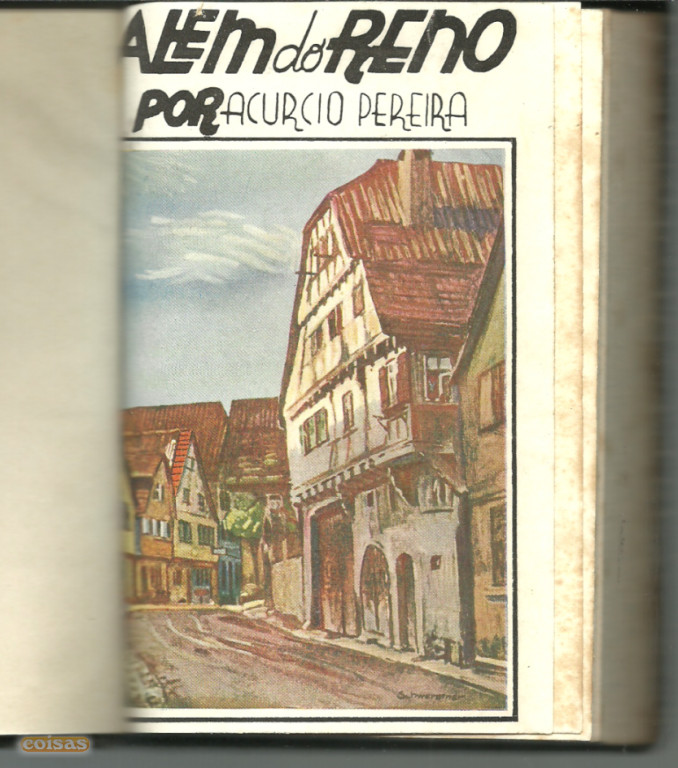 ALÉM do RENO
POR ACURCIO PEREIRA
coisas